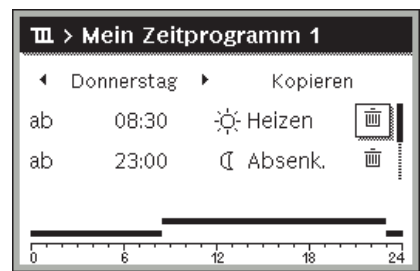 > Mein Zeitprogramm 1
Donnerstag Kopieren
ab 08:30 Heizen
ab 23:00 Absenk.
0 6 12 18 24